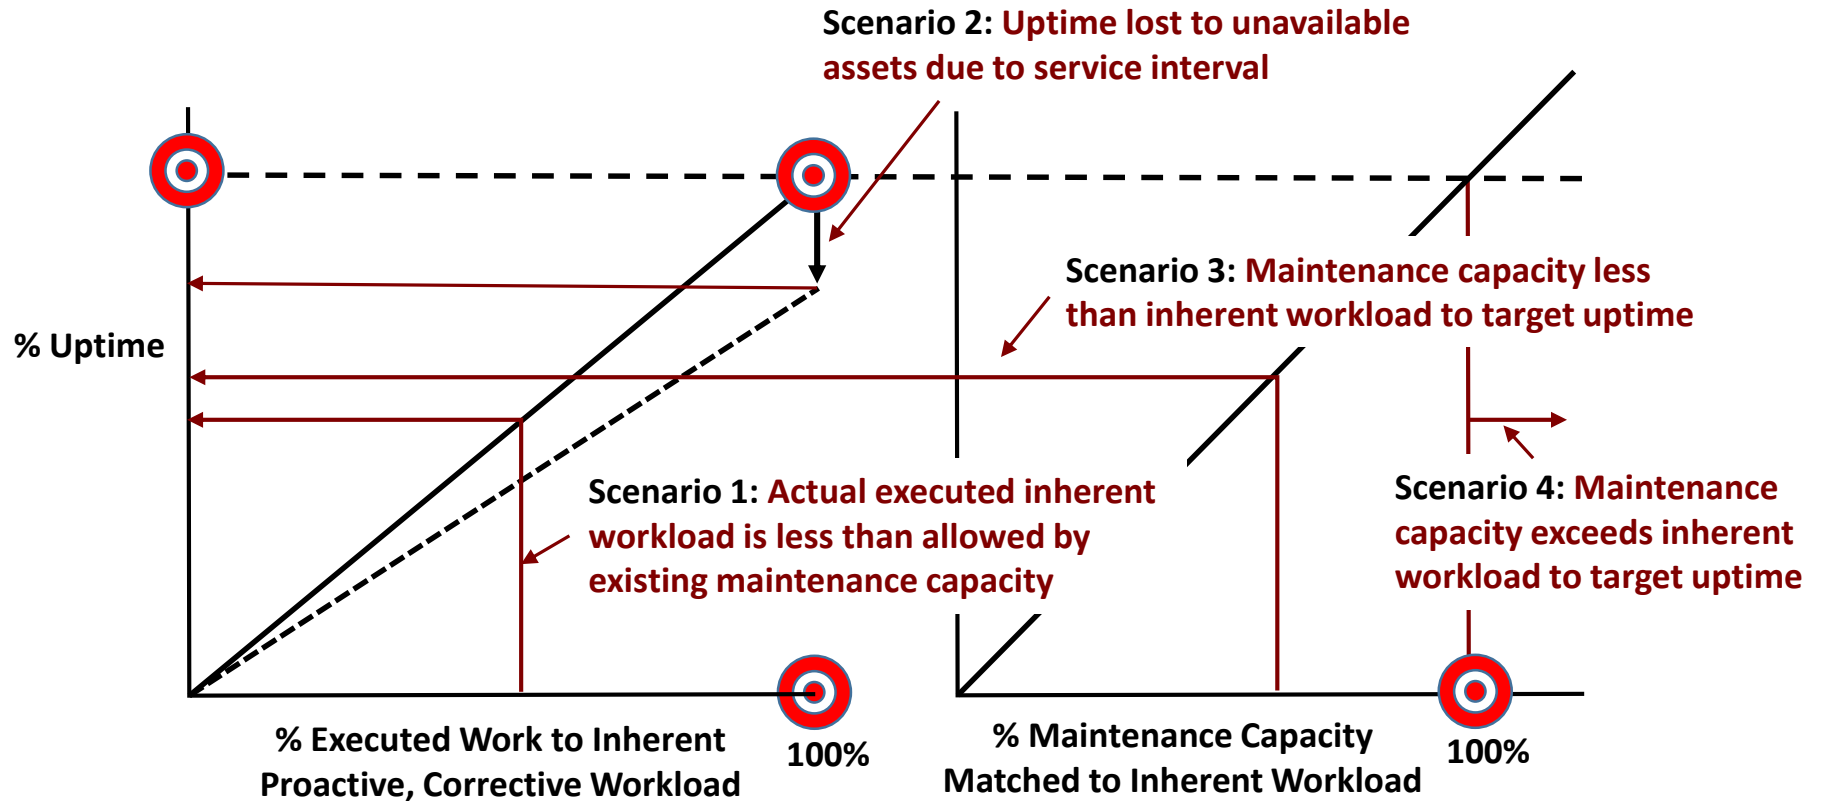 Scenario 2: Uptime lost to unavailable
assets due to service interval
% Uptime
Scenario 3: Maintenance capacity less
than inherent workload to target uptime
Scenario 1: Actual executed inherent
workload is less than allowed by
existing maintenance capacity
Scenario 4: Maintenance
capacity exceeds inherent
workload to target uptime
% Executed Work to Inherent
Proactive, Corrective Workload
100%
% Maintenance Capacity
Matched to Inherent Workload
100%